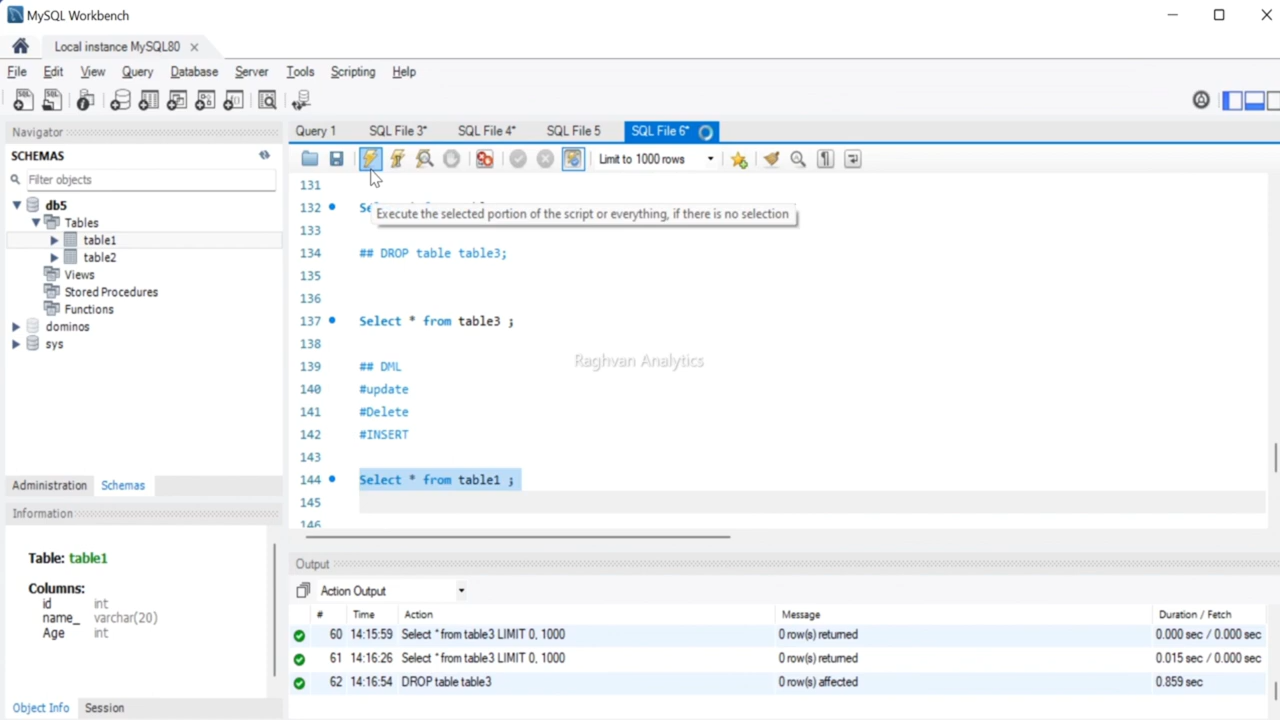 MySQL Workbench
Local instance MySQL80
File Edit View Query Database Server Tools Scripting Help
Navigator
SCHEMAS
Filter objects
db5
Tables
table1
table2
Views
Stored Procedures
Functions
dominos
sys
Administration Schemas
Information
Table: table1
Columns:
id int
name_ varchar(20)
Age int
Object Info Session
Query 1 SQL File 3* SQL File 4* SQL File 5 SQL File 6*
Limit to 1000 rows
131
132 Se
Execute the selected portion of the script or everything, if there is no selection
133
134 ## DROP table table3;
135
136
137 Select * from table3 ;
138
Raghvan Analytics
139 ## DML
140 #update
141 #Delete
142 #INSERT
143
144 Select * from table1 ;
145
146
Output
Action Output
# Time Action Message Duration / Fetch
60 14:15:59 Select * from table3 LIMIT 0, 1000 0 row(s) returned 0.000 sec / 0.000 sec
61 14:16:26 Select * from table3 LIMIT 0, 1000 0 row(s) returned 0.015 sec / 0.000 sec
62 14:16:54 DROP table table3 0 row(s) affected 0.859 sec